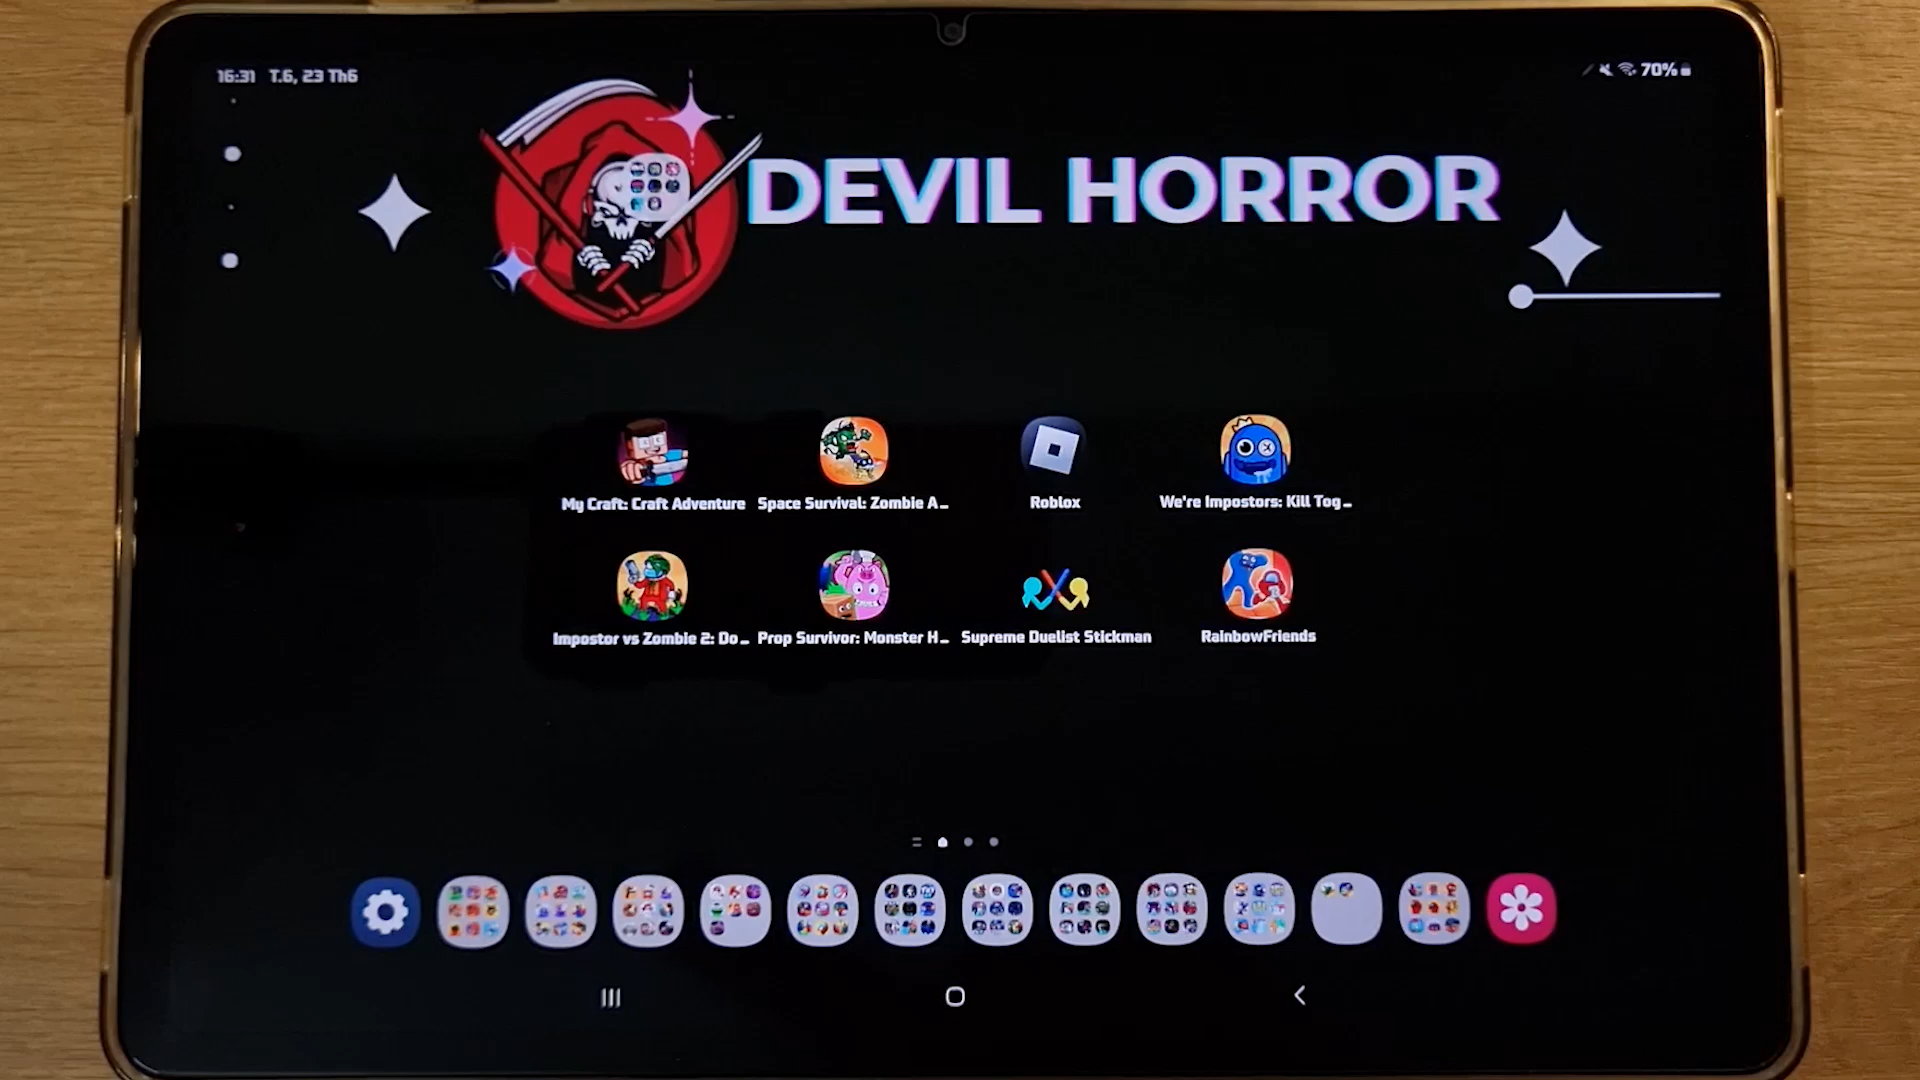 16:31 T.6, 23 Th6
70%
DEVIL HORROR
My Craft: Craft Adventure
Space Survival: Zombie A...
Roblox
We're Impostors: Kill Tog...
Impostor vs Zombie 2: Do...
Prop Survivor: Monster H...
Supreme Duelist Stickman
RainbowFriends